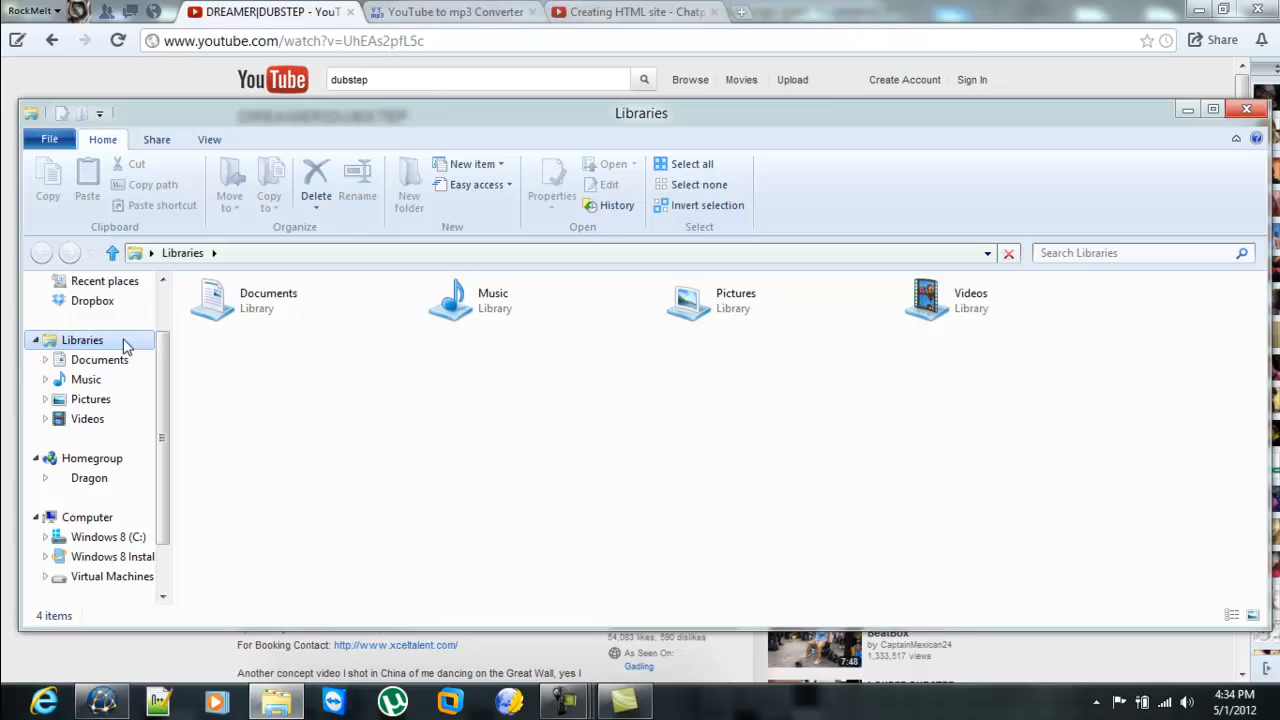 RockMelt
DREAMER|DUBSTEP - YouT
YouTube to mp3 Converter
Creating HTML site - Chatp
www.youtube.com/watch?v=UhEAs2pfL5c
Share
YouTube
dubstep
Browse
Movies
Upload
Create Account
Sign In
DREAMER|DUBSTEP
Libraries
File
Home
Share
View
Copy
Paste
Cut
Copy path
Paste shortcut
Clipboard
Move to
Copy to
Delete
Rename
Organize
New folder
New item
Easy access
New
Properties
Open
Edit
History
Open
Select all
Select none
Invert selection
Select
Libraries
Search Libraries
Recent places
Dropbox
Libraries
Documents
Music
Pictures
Videos
Homegroup
Dragon
Computer
Windows 8 (C:)
Windows 8 Instal
Virtual Machines
Documents
Library
Music
Library
Pictures
Library
Videos
Library
4 items
For Booking Contact: http://www.xceltalent.com/
Another concept video I shot in China of me dancing on the Great Wall, yes I
54,083 likes, 590 dislikes
As Seen On:
Gadling
BeatBox
by CaptainMexican24
1,333,517 views
7:48
4:34 PM
5/1/2012